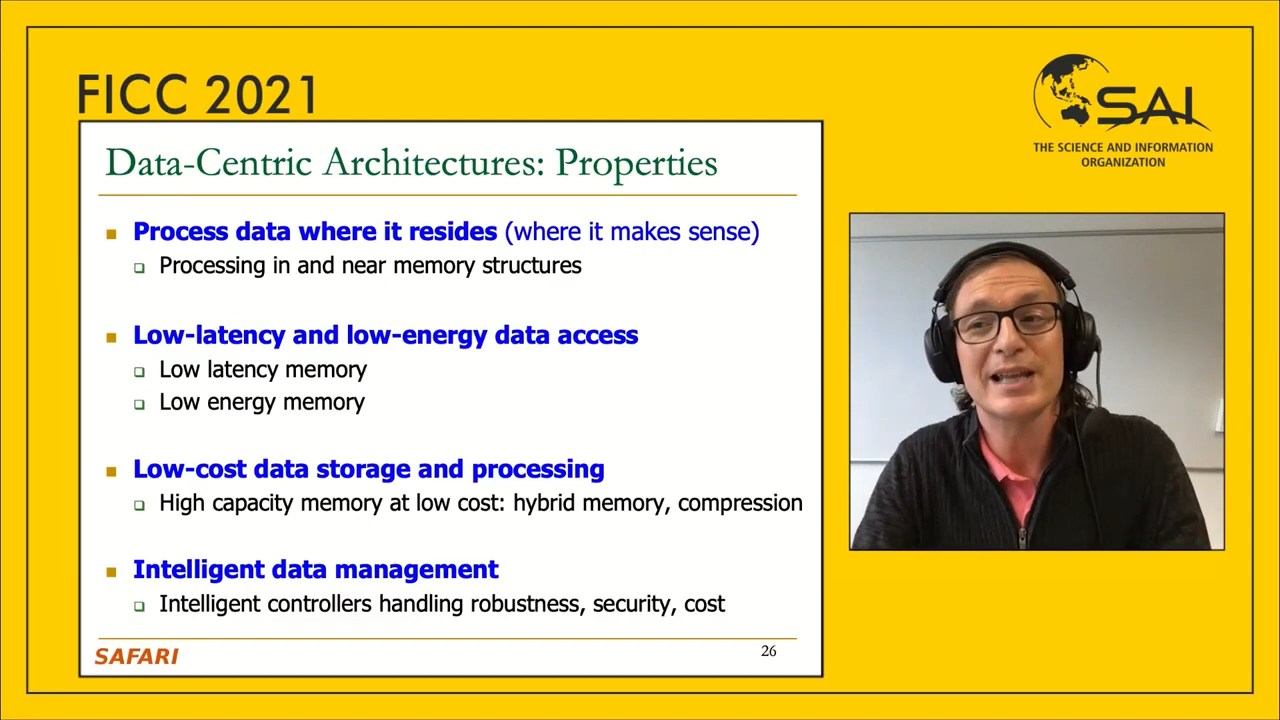 FICC 2021
SAI
THE SCIENCE AND INFORMATION
ORGANIZATION
Data-Centric Architectures: Properties
Process data where it resides (where it makes sense)
Processing in and near memory structures
Low-latency and low-energy data access
Low latency memory
Low energy memory
Low-cost data storage and processing
High capacity memory at low cost: hybrid memory, compression
Intelligent data management
Intelligent controllers handling robustness, security, cost
SAFARI
26